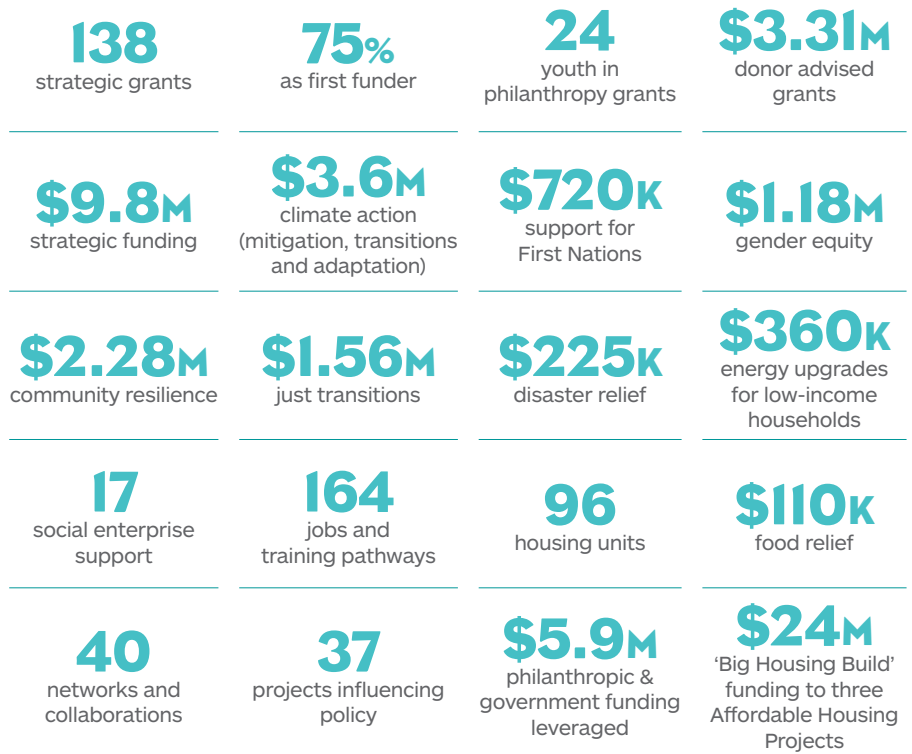 138
strategic grants
75%
as first funder
24
youth in
philanthropy grants
$3.31M
donor advised
grants
$9.8M
strategic funding
$3.6M
climate action
(mitigation, transitions
and adaptation)
$720K
support for
First Nations
$1.18M
gender equity
$2.28M
community resilience
$1.56M
just transitions
$225K
disaster relief
$360K
energy upgrades
for low-income
households
17
social enterprise
support
164
jobs and
training pathways
96
housing units
$110K
food relief
40
networks and
collaborations
37
projects influencing
policy
$5.9M
philanthropic &
government funding
leveraged
$24M
‘Big Housing Build’
funding to three
Affordable Housing
Projects